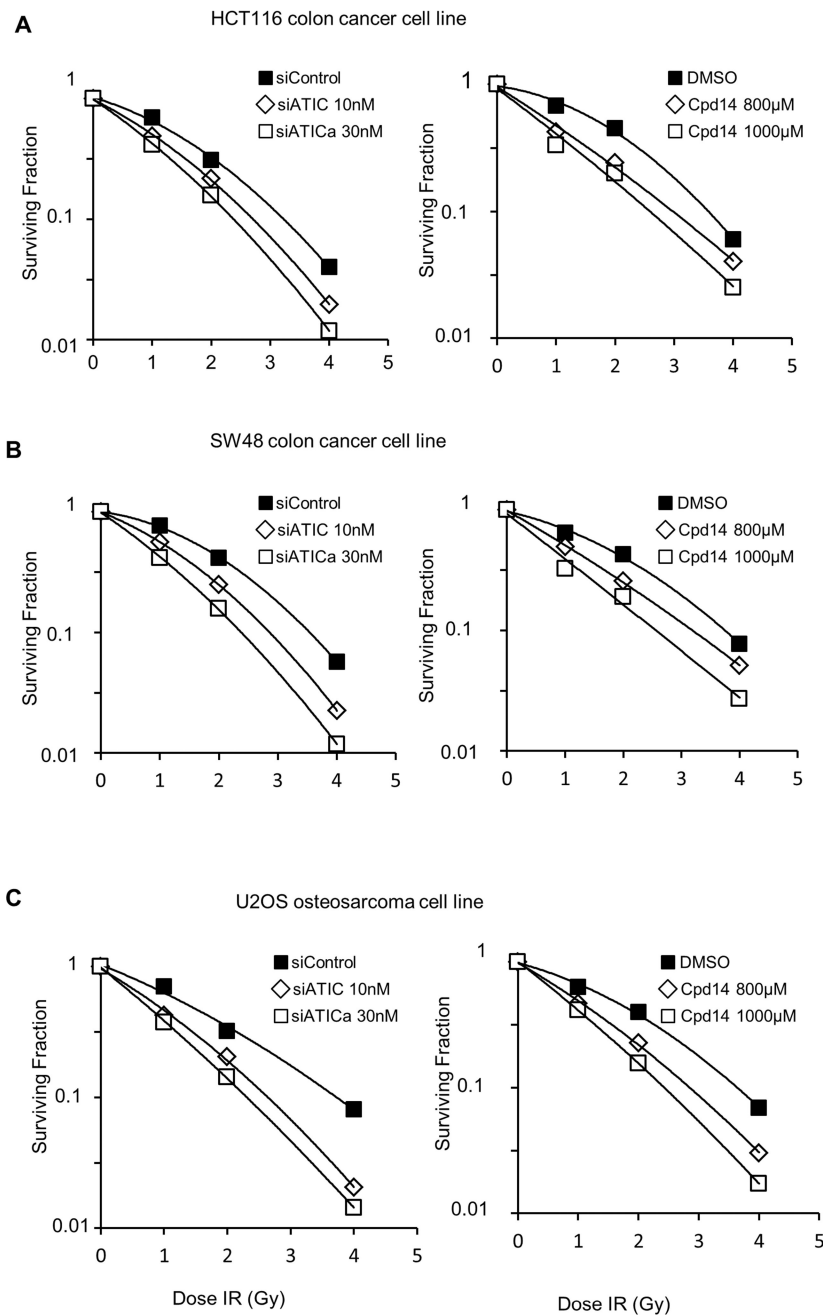 A
HCT116 colon cancer cell line
1
0.1
0.01
Surviving Fraction
siControl
siATIC 10nM
siATICa 30nM
0 1 2 3 4 5
1
0.1
0.01
Surviving Fraction
DMSO
Cpd14 800µM
Cpd14 1000µM
0 1 2 3 4 5
B
SW48 colon cancer cell line
1
0.1
0.01
Surviving Fraction
siControl
siATIC 10nM
siATICa 30nM
0 1 2 3 4 5
1
0.1
0.01
Surviving Fraction
DMSO
Cpd14 800µM
Cpd14 1000µM
0 1 2 3 4 5
C
U2OS osteosarcoma cell line
1
0.1
0.01
Surviving Fraction
siControl
siATIC 10nM
siATICa 30nM
0 1 2 3 4 5
Dose IR (Gy)
1
0.1
0.01
Surviving Fraction
DMSO
Cpd14 800µM
Cpd14 1000µM
0 1 2 3 4 5
Dose IR (Gy)